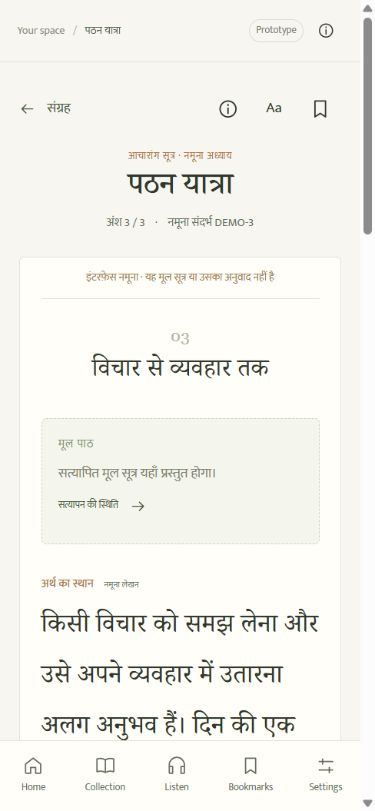 Your space / पठन यात्रा
Prototype
संग्रह
Aa
आचारांग सूत्र · नमूना अध्याय
पठन यात्रा
अंश 3 / 3 · नमूना संदर्भ DEMO-3
इंटरफ़ेस नमूना · यह मूल सूत्र या उसका अनुवाद नहीं है
03
विचार से व्यवहार तक
मूल पाठ
सत्यापित मूल सूत्र यहाँ प्रस्तुत होगा।
सत्यापन की स्थिति
अर्थ का स्थान नमूना लेखन
किसी विचार को समझ लेना और
उसे अपने व्यवहार में उतारना
अलग अनुभव हैं। दिन की एक
Home Collection Listen Bookmarks Settings